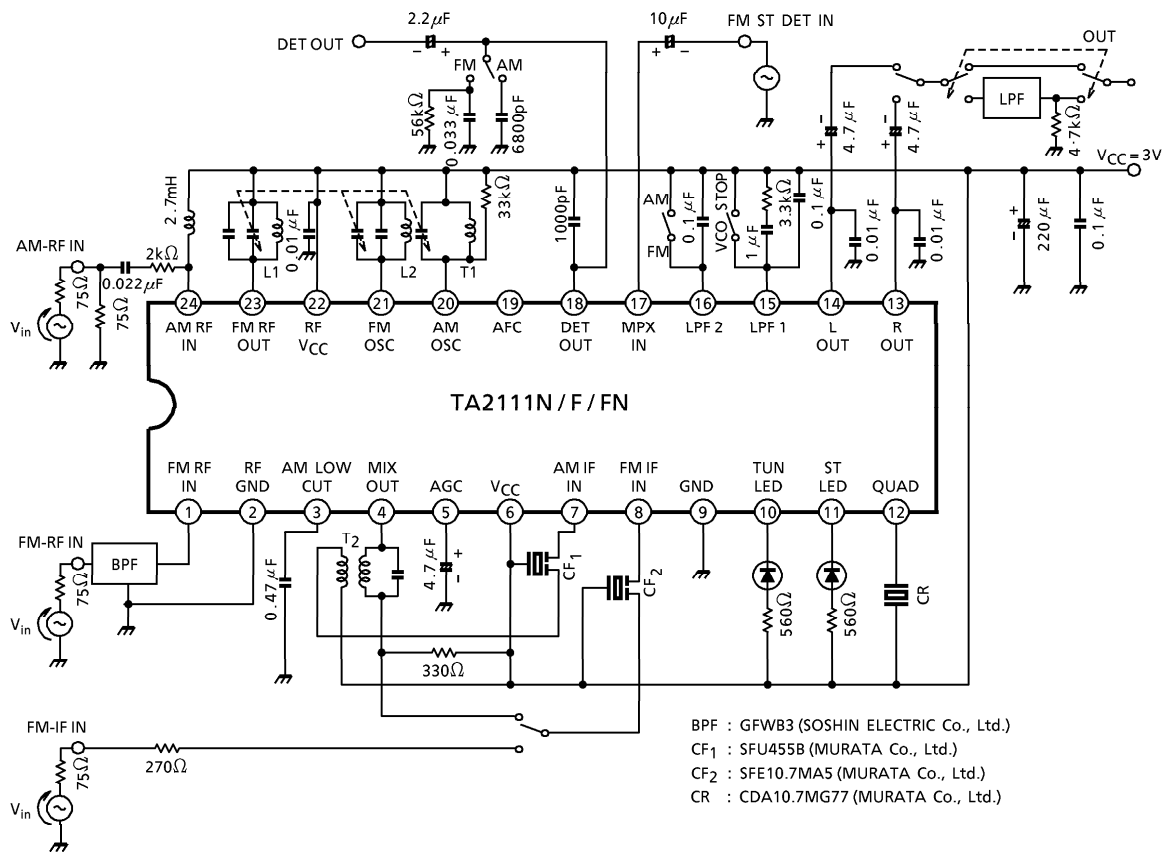 2.2μF
10μF
FM ST DET IN
OUT
DET OUT
−
+
+
−
FM
AM
LPF
56kΩ
0.033μF
6800pF
+
−
4.7μF
+
−
4.7μF
4.7kΩ
VCC=3V
2.7mH
0.01μF
33kΩ
1000pF
AM
FM
0.1μF
VCO STOP
1μF
3.3kΩ
0.1μF
0.01μF
0.01μF
+
−
220μF
0.1μF
AM-RF IN
2kΩ
L1
L2
T1
0.022μF
75Ω
75Ω
Vin
24 23 22 21 20 19 18 17 16 15 14 13
AM RF IN
FM RF OUT
RF VCC
FM OSC
AM OSC
AFC
DET OUT
MPX IN
LPF 2
LPF 1
L OUT
R OUT
TA2111N/F/FN
FM RF IN
RF GND
AM LOW CUT
MIX OUT
AGC
VCC
AM IF IN
FM IF IN
GND
TUN LED
ST LED
QUAD
1 2 3 4 5 6 7 8 9 10 11 12
FM-RF IN
BPF
75Ω
Vin
0.47μF
T2
4.7μF
+
−
CF1
CF2
560Ω
560Ω
CR
330Ω
FM-IF IN
270Ω
75Ω
Vin
BPF : GFWB3 (SOSHIN ELECTRIC Co., Ltd.)
CF1 : SFU455B (MURATA Co., Ltd.)
CF2 : SFE10.7MA5 (MURATA Co., Ltd.)
CR : CDA10.7MG77 (MURATA Co., Ltd.)